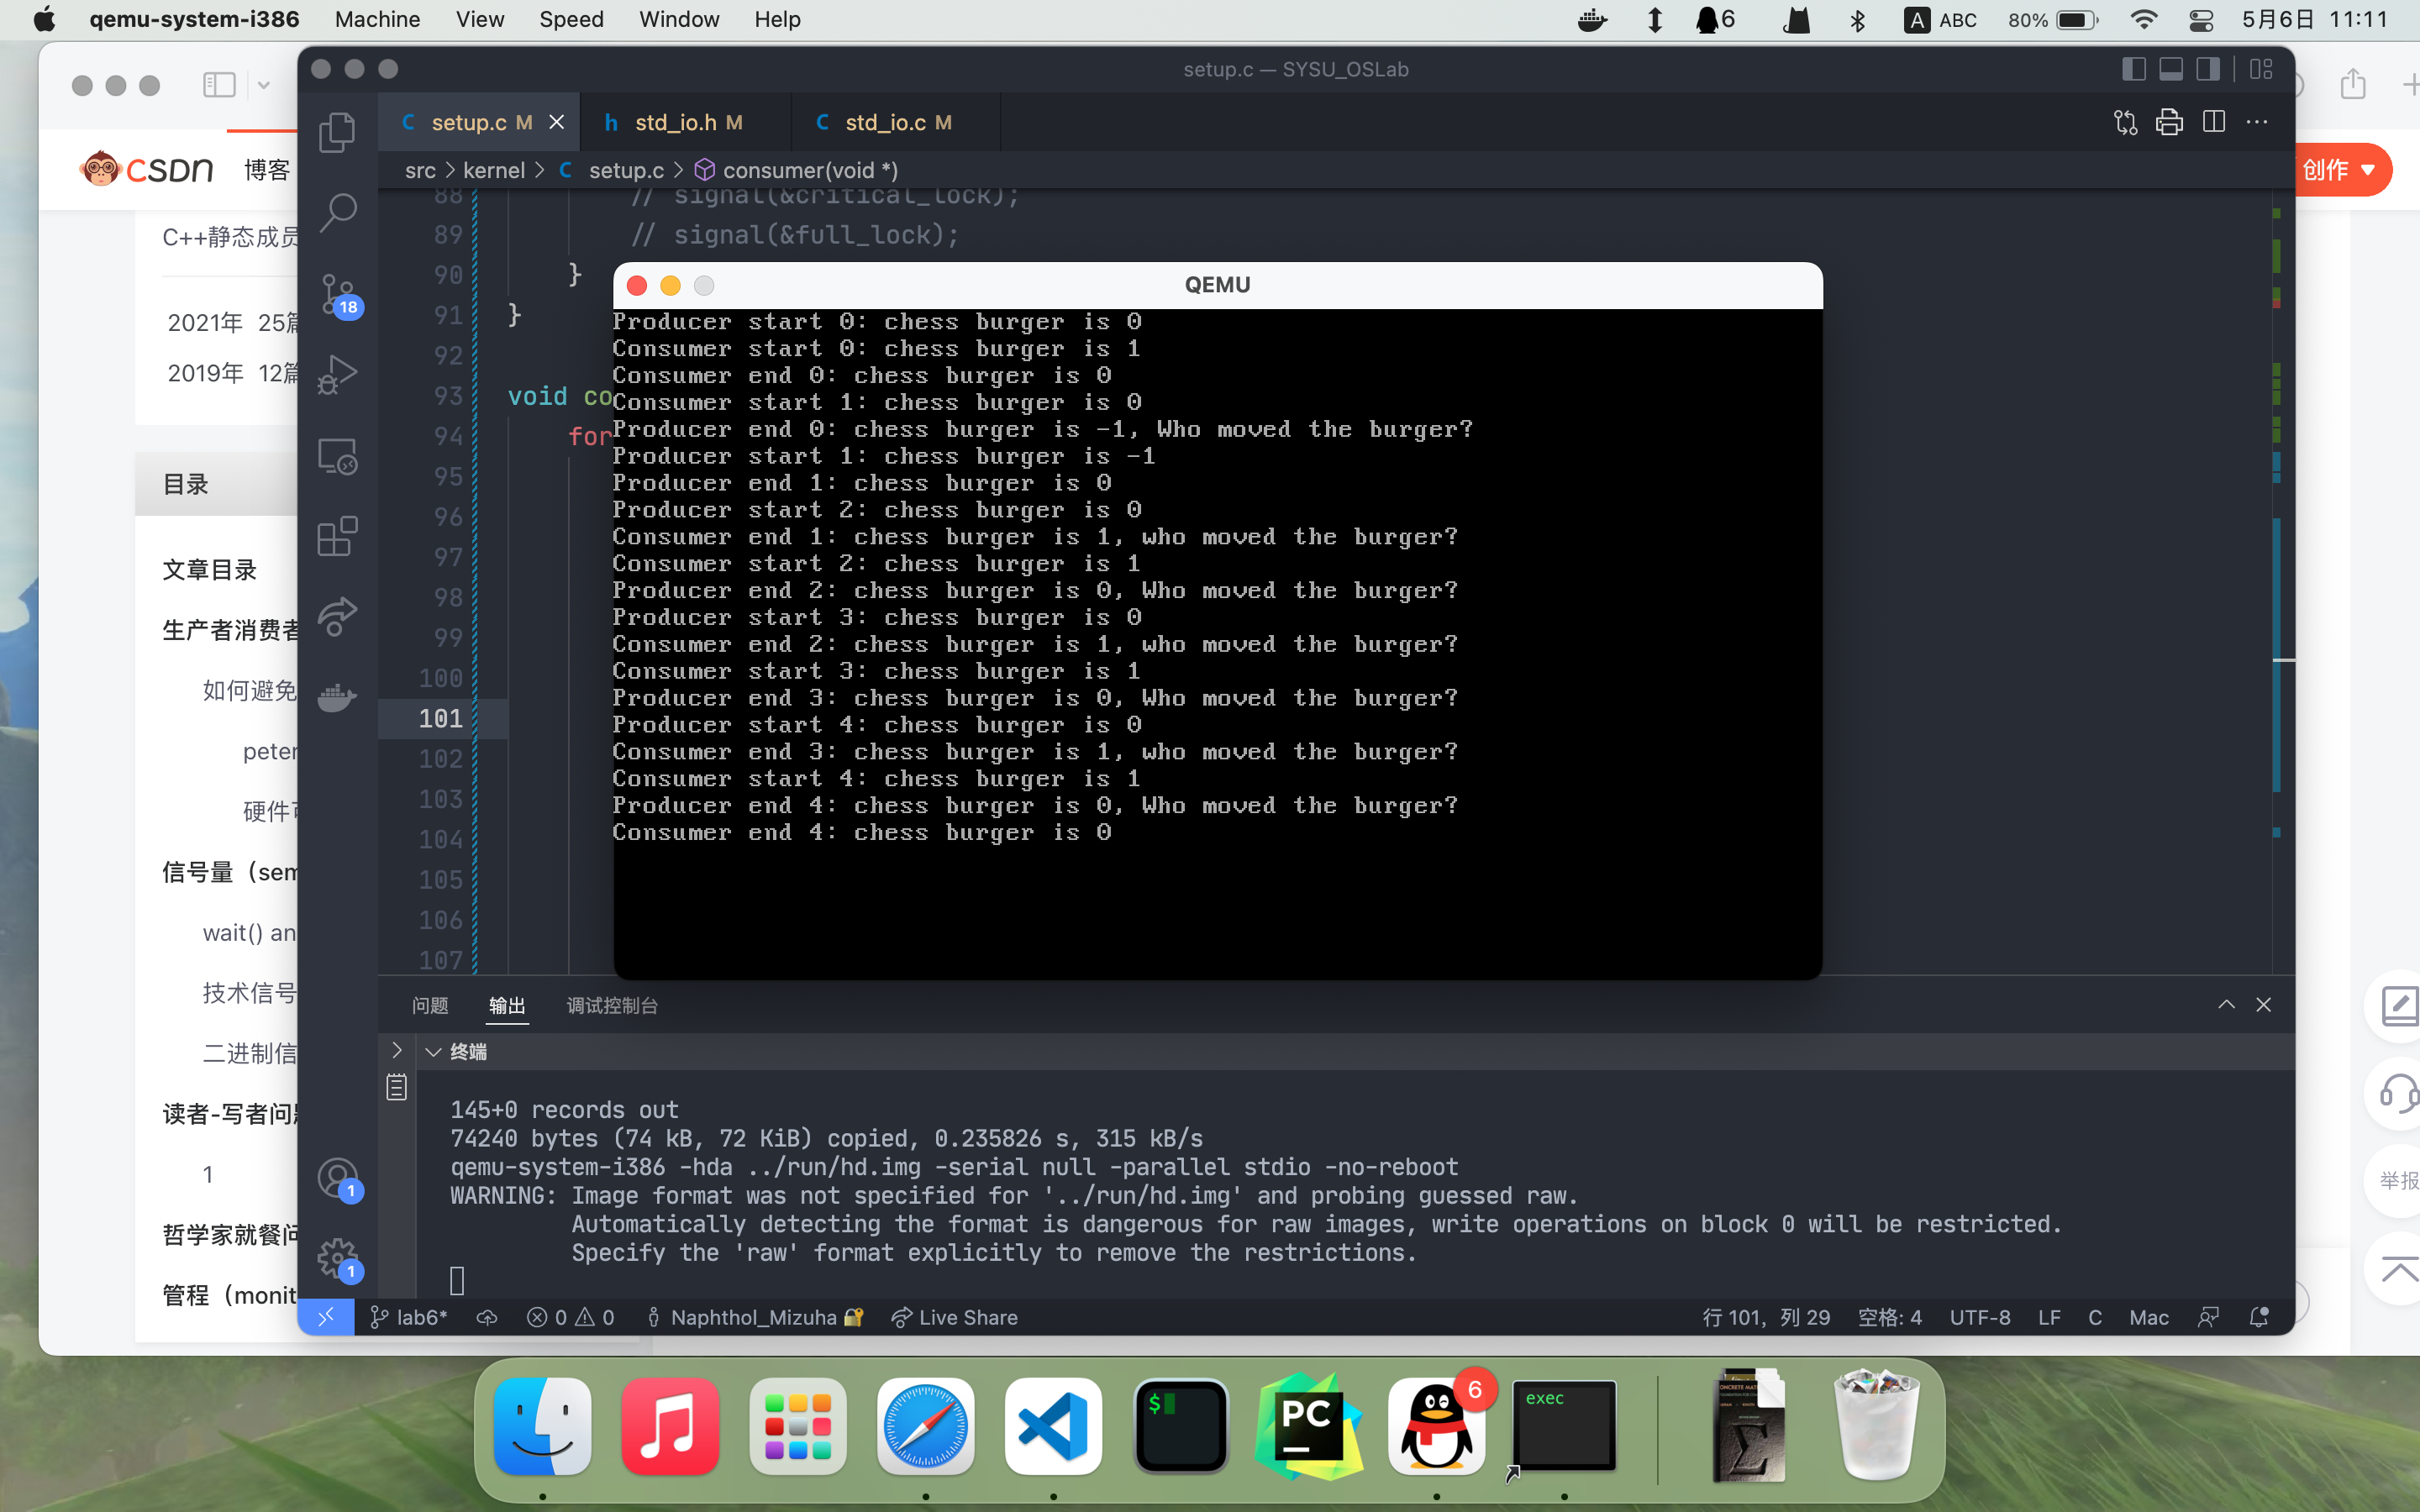 qemu-system-i386 Machine View Speed Window Help 6 A ABC 80% 5月6日 11:11
setup.c — SYSU_OSLab
setup.c M
std_io.h M
std_io.c M
src > kernel > C setup.c > consumer(void *)
CSDN 博客
创作
C++静态成员
2021年 25篇
2019年 12篇
目录
文章目录
生产者消费者
如何避免
peter
硬件
信号量（sem
wait() an
技术信号
二进制信
读者-写者问
1
哲学家就餐问
管程（monit
举报
18
1
1
88 // signal(&critical_lock);
89 // signal(&full_lock);
90 }
91 }
92
93 void co
94 for
95
96
97
98
99
100
101
102
103
104
105
106
107
QEMU
Producer start 0: chess burger is 0
Consumer start 0: chess burger is 1
Consumer end 0: chess burger is 0
Consumer start 1: chess burger is 0
Producer end 0: chess burger is -1, Who moved the burger?
Producer start 1: chess burger is -1
Producer end 1: chess burger is 0
Producer start 2: chess burger is 0
Consumer end 1: chess burger is 1, who moved the burger?
Consumer start 2: chess burger is 1
Producer end 2: chess burger is 0, Who moved the burger?
Producer start 3: chess burger is 0
Consumer end 2: chess burger is 1, who moved the burger?
Consumer start 3: chess burger is 1
Producer end 3: chess burger is 0, Who moved the burger?
Producer start 4: chess burger is 0
Consumer end 3: chess burger is 1, who moved the burger?
Consumer start 4: chess burger is 1
Producer end 4: chess burger is 0, Who moved the burger?
Consumer end 4: chess burger is 0
问题 输出 调试控制台
终端
145+0 records out
74240 bytes (74 kB, 72 KiB) copied, 0.235826 s, 315 kB/s
qemu-system-i386 -hda ../run/hd.img -serial null -parallel stdio -no-reboot
WARNING: Image format was not specified for '../run/hd.img' and probing guessed raw.
Automatically detecting the format is dangerous for raw images, write operations on block 0 will be restricted.
Specify the 'raw' format explicitly to remove the restrictions.
lab6* 0 0 Naphthol_Mizuha Live Share 行 101，列 29 空格: 4 UTF-8 LF C Mac
$
PC
6
exec